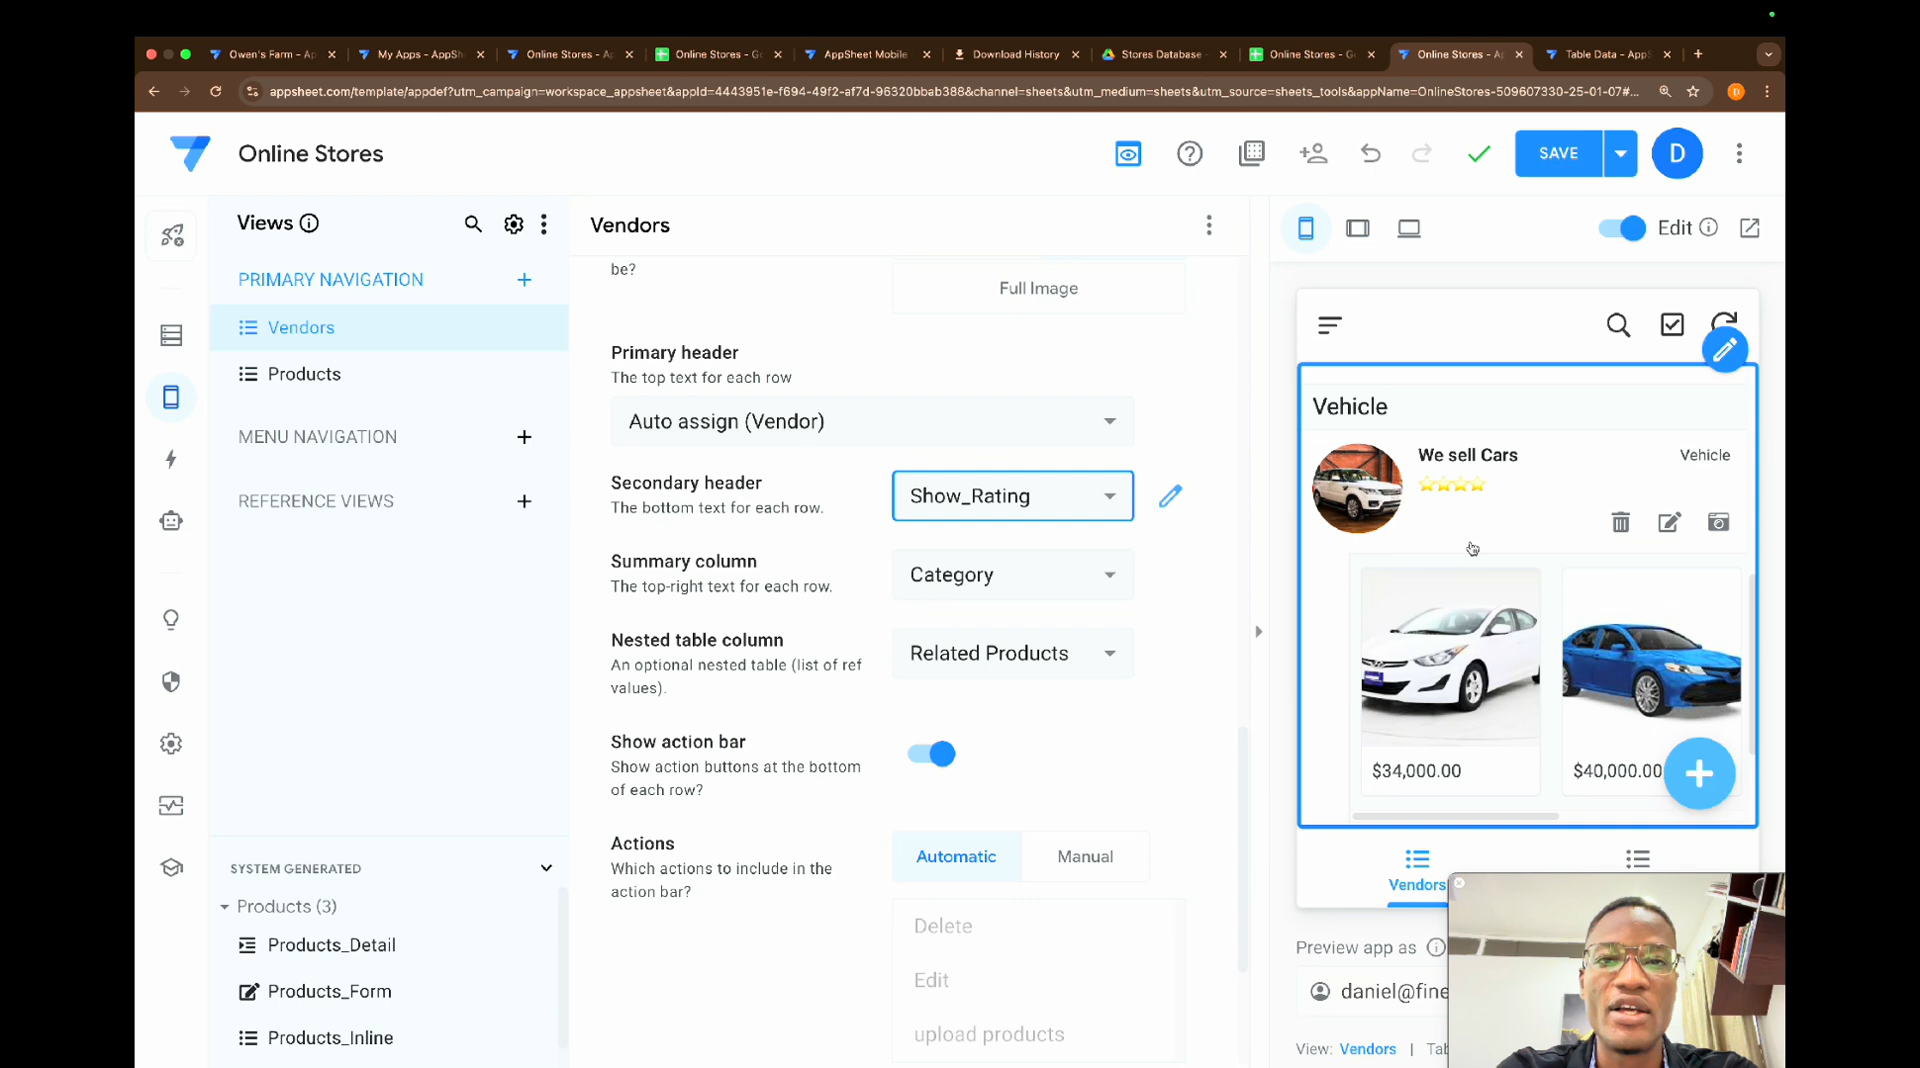 Owen's Farm - Ap
My Apps - AppSh
Online Stores - A
Online Stores - G
AppSheet Mobile
Download History
Stores Database -
Online Stores - G
Online Stores - A
Table Data - AppS
appsheet.com/template/appdef?utm_campaign=workspace_appsheet&appId=4443951e-f694-49f2-af7d-96320bbab388&channel=sheets&utm_medium=sheets&utm_source=sheets_tools&appName=OnlineStores-509607330-25-01-07#...
D
Online Stores
SAVE
D
Views
Vendors
Edit
be?
Full Image
PRIMARY NAVIGATION
Vendors
Products
MENU NAVIGATION
REFERENCE VIEWS
Primary header
The top text for each row
Auto assign (Vendor)
Secondary header
The bottom text for each row.
Show_Rating
Summary column
The top-right text for each row.
Category
Nested table column
An optional nested table (list of ref
values).
Related Products
Show action bar
Show action buttons at the bottom
of each row?
Actions
Which actions to include in the
action bar?
Automatic
Manual
Delete
Edit
upload products
Vehicle
We sell Cars
Vehicle
$34,000.00
$40,000.00
Vendors
Preview app as
daniel@fine
View: Vendors | Tab
SYSTEM GENERATED
Products (3)
Products_Detail
Products_Form
Products_Inline